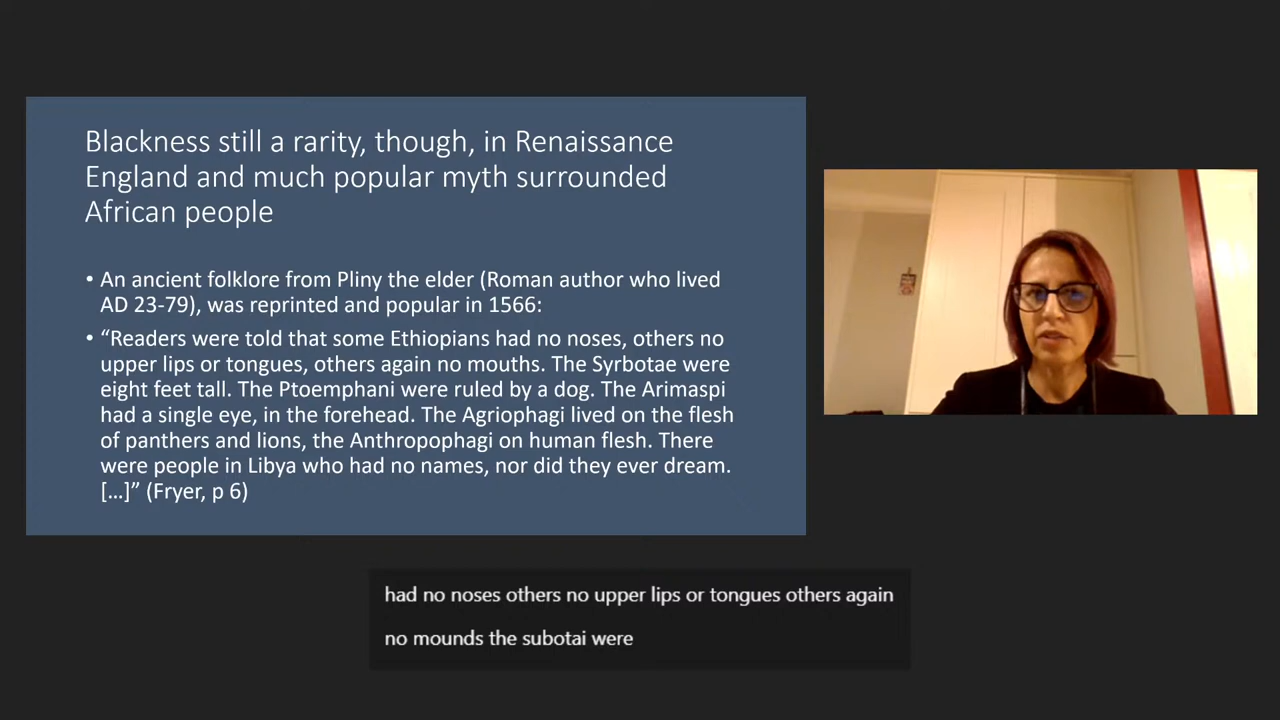 Blackness still a rarity, though, in Renaissance
England and much popular myth surrounded
African people
• An ancient folklore from Pliny the elder (Roman author who lived
AD 23-79), was reprinted and popular in 1566:
• “Readers were told that some Ethiopians had no noses, others no
upper lips or tongues, others again no mouths. The Syrbotae were
eight feet tall. The Ptoemphani were ruled by a dog. The Arimaspi
had a single eye, in the forehead. The Agriophagi lived on the flesh
of panthers and lions, the Anthropophagi on human flesh. There
were people in Libya who had no names, nor did they ever dream.
[…]” (Fryer, p 6)
had no noses others no upper lips or tongues others again
no mounds the subotai were